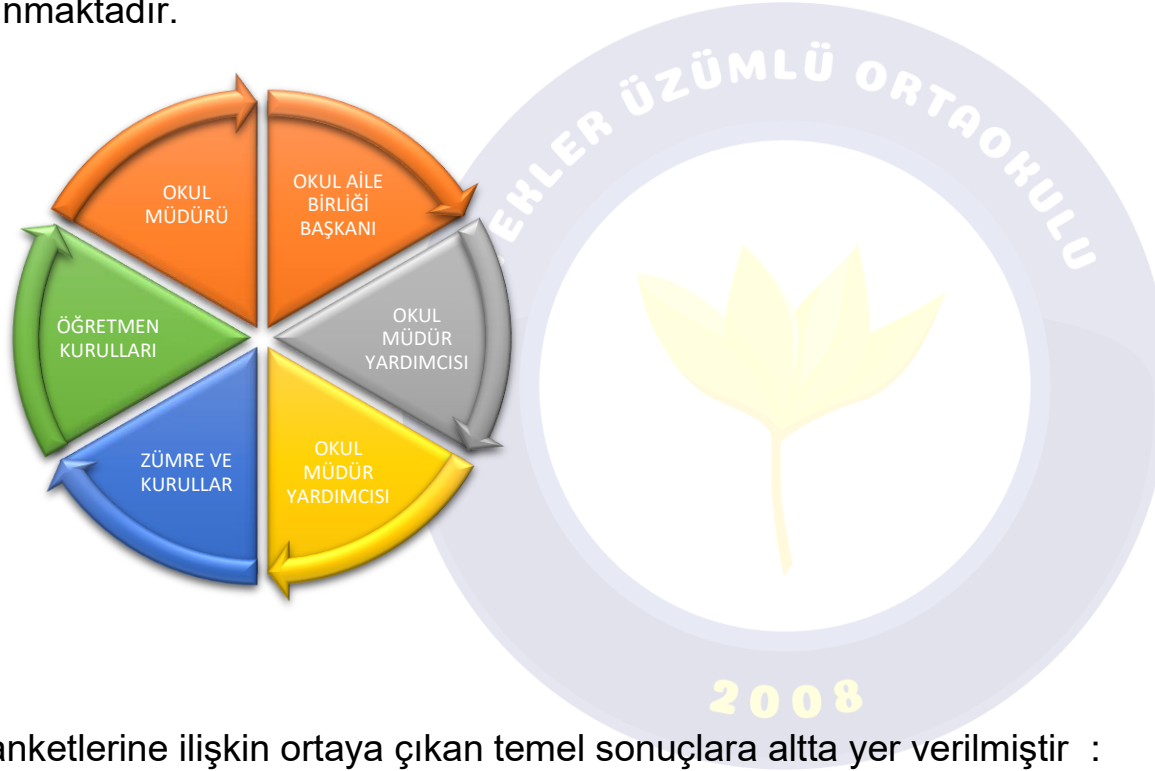 nmaktadır.
OKUL
MÜDÜRÜ
OKUL AİLE
BİRLİĞİ
BAŞKANI
OKUL
MÜDÜR
YARDIMCISI
OKUL
MÜDÜR
YARDIMCISI
ZÜMRE VE
KURULLAR
ÖĞRETMEN
KURULLARI
EKLER ÜZÜMLÜ ORTAOKULU
2008
anketlerine ilişkin ortaya çıkan temel sonuçlara altta yer verilmiştir :